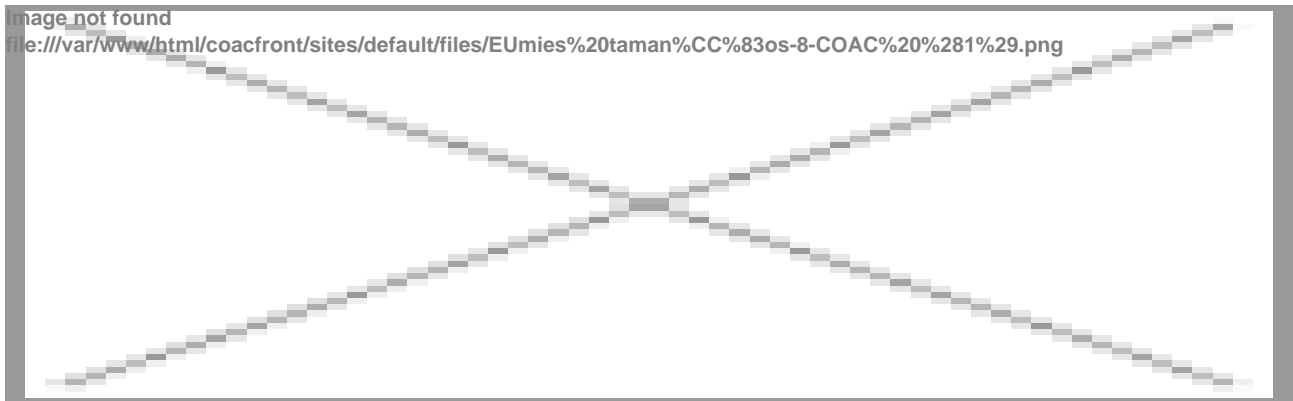 Image not found
file:///var/www/html/coacfront/sites/default/files/EUmies%20taman%CC%83os-8-COAC%20%281%29.png